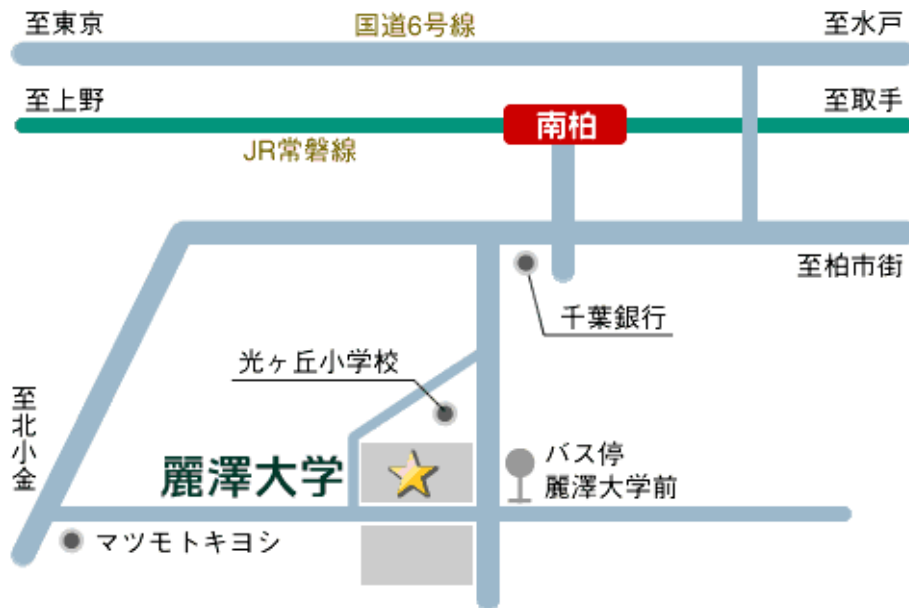 至東京
国道6号線
至水戸
至上野
至取手
南柏
JR常磐線
至柏市街
千葉銀行
光ヶ丘小学校
至北小金
麗澤大学
バス停
麗澤大学前
マツモトキヨシ